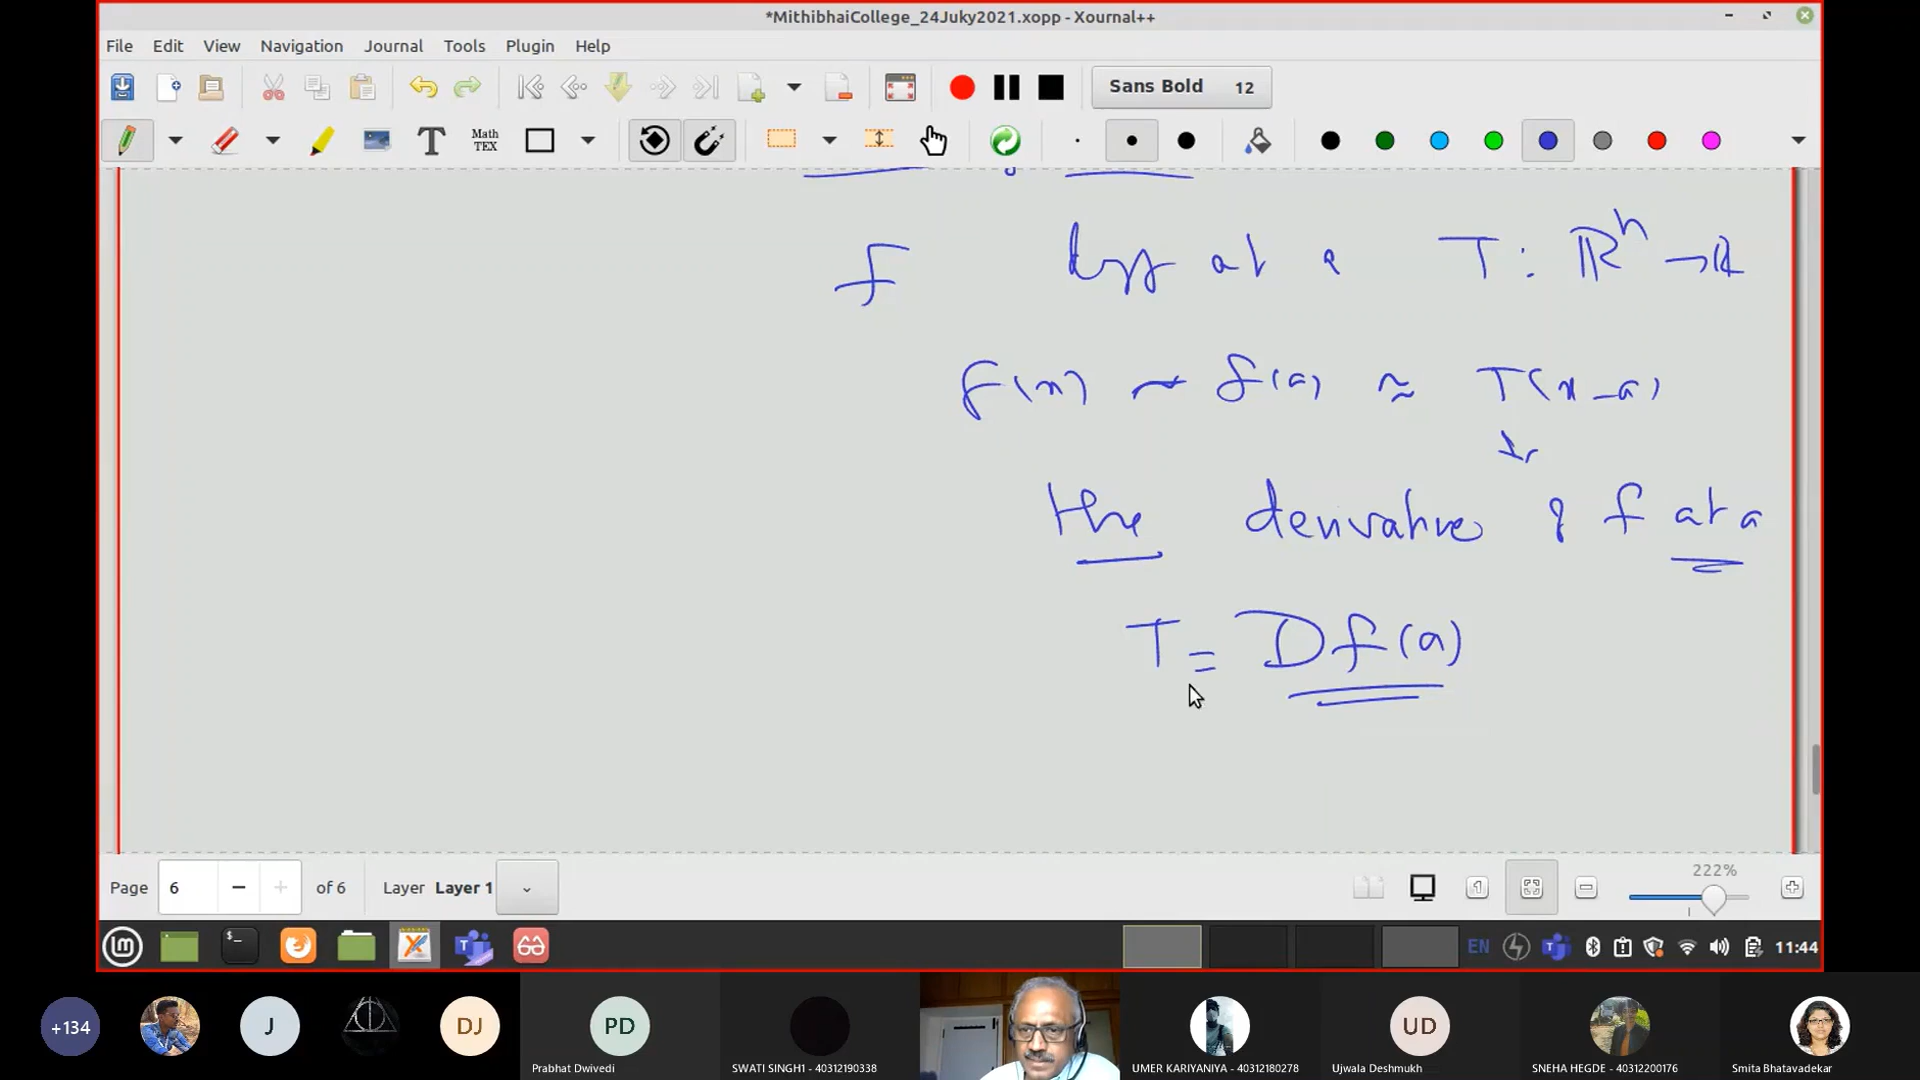 *MithibhaiCollege_24Juky2021.xopp - Xournal++
File Edit View Navigation Journal Tools Plugin Help
Sans Bold 12
T Math TEX
f diff at a T : ℝⁿ → ℝ
f(x) - f(a) ≈ T(x - a)
the derivative of f at a
T = Df(a)
Page 6 of 6 Layer Layer 1 222%
EN 11:44
+134 J DJ PD UD
Prabhat Dwivedi SWATI SINGH1 - 40312190338 UMER KARIYANIYA - 40312180278 Ujwala Deshmukh SNEHA HEGDE - 40312200176 Smita Bhatavadekar